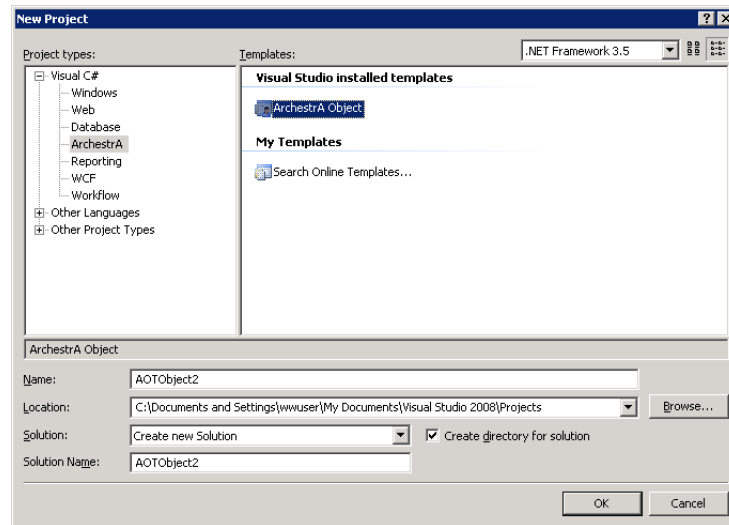 New Project
Project types:
Templates:
.NET Framework 3.5
Visual C#
Windows
Web
Database
ArchestrA
Reporting
WCF
Workflow
Other Languages
Other Project Types
Visual Studio installed templates
ArchestrA Object
My Templates
Search Online Templates...
ArchestrA Object
Name:
AOTObject2
Location:
C:\Documents and Settings\wwuser\My Documents\Visual Studio 2008\Projects
Browse...
Solution:
Create new Solution
Create directory for solution
Solution Name:
AOTObject2
OK
Cancel